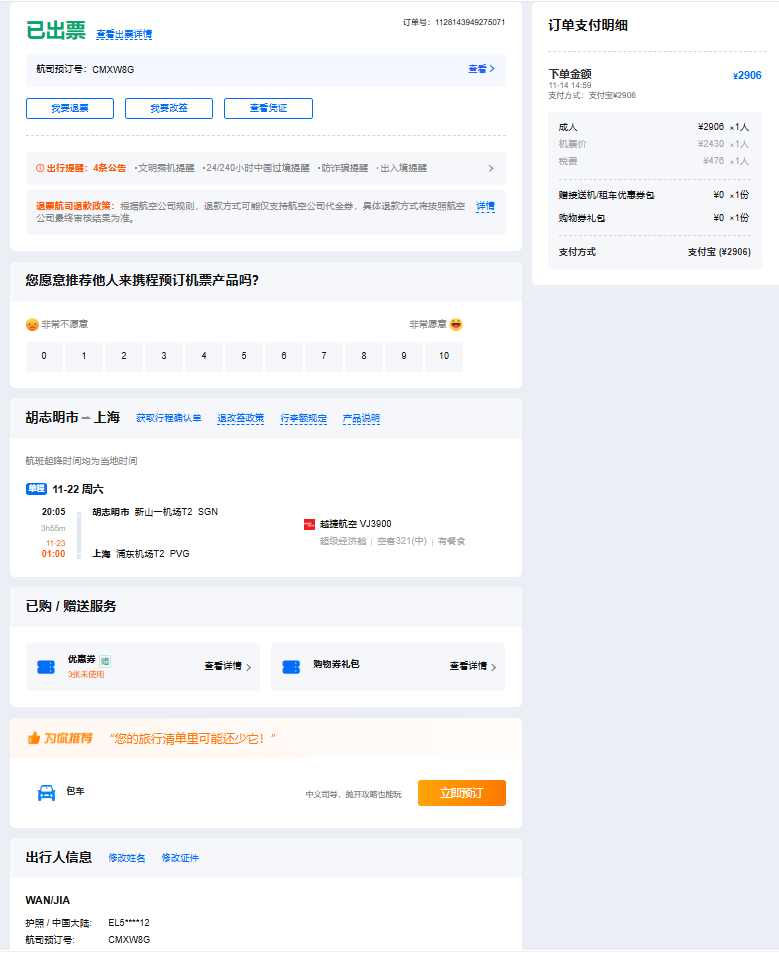 已出票 查看出票详情
订单号：1128143949275071
航司预订号：CMXW8G 查看
我要退票 我要改签 查看凭证
出行提醒：4条公告 ·文明乘机提醒 ·24/240小时中国过境提醒 ·防诈骗提醒 ·出入境提醒
退票航司退款政策：根据航空公司规则，退款方式可能仅支持航空公司代金券，具体退款方式将按照航空公司最终审核结果为准。 详情
您愿意推荐他人来携程预订机票产品吗?
非常不愿意 非常愿意
0 1 2 3 4 5 6 7 8 9 10
胡志明市 上海 获取行程确认单 退改签政策 行李额规定 产品说明
航班起降时间均为当地时间
单程 11-22 周六
20:05 胡志明市 新山一机场T2 SGN
3h55m
越捷航空 VJ3900
超级经济舱 | 空客321(中) | 有餐食
11-23
01:00 上海 浦东机场T2 PVG
已购 / 赠送服务
优惠券 赠
3张未使用
查看详情
购物券礼包 查看详情
为你推荐 “您的旅行清单里可能还少它！”
包车 中文司导，抛开攻略也能玩 立即预订
出行人信息 修改姓名 修改证件
WAN/JIA
护照 / 中国大陆: EL5****12
航司预订号: CMXW8G
订单支付明细
下单金额 ¥2906
11-14 14:59
支付方式：支付宝¥2906
成人 ¥2906 ×1人
机票价 ¥2430 ×1人
税费 ¥476 ×1人
赠接送机/租车优惠券包 ¥0 ×1份
购物券礼包 ¥0 ×1份
支付方式 支付宝 (¥2906)